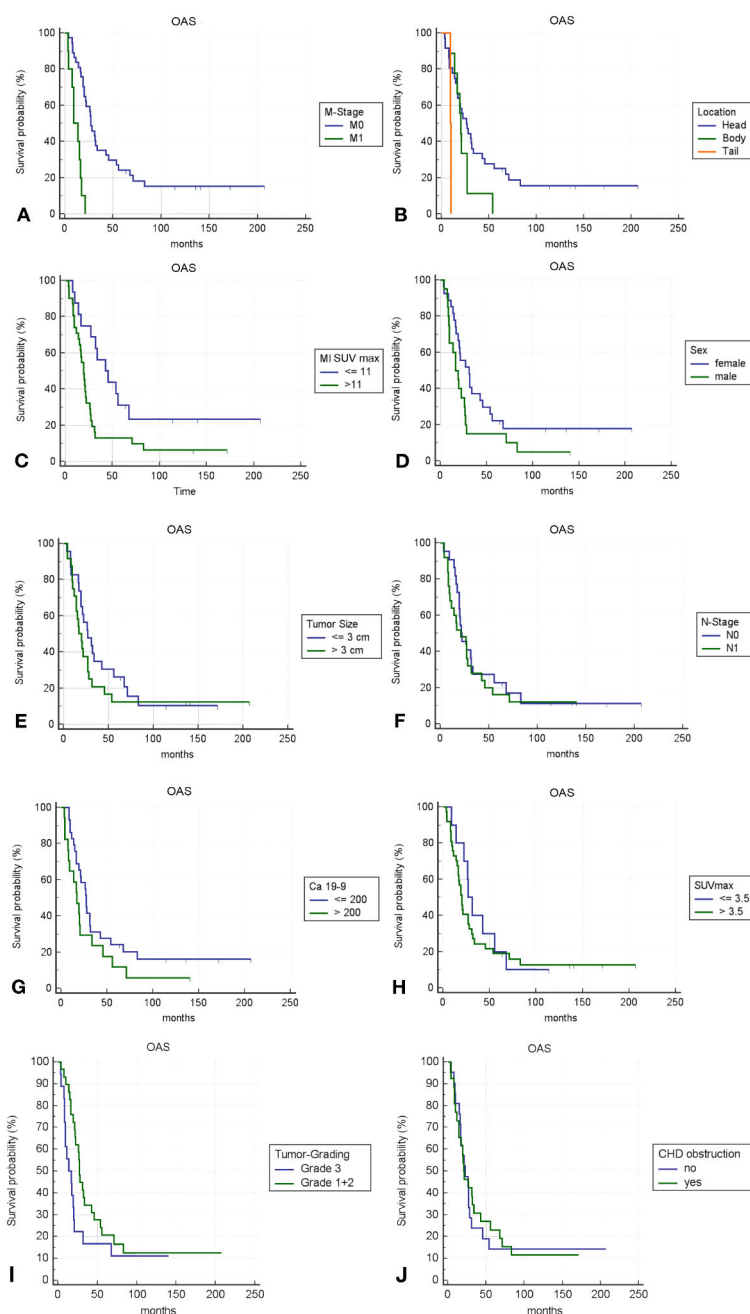 OAS
Survival probability (%)
100
80
60
40
20
0
0 50 100 150 200 250
months
M-Stage
M0
M1
A
OAS
Survival probability (%)
100
80
60
40
20
0
0 50 100 150 200 250
months
Location
Head
Body
Tail
B
OAS
Survival probability (%)
100
80
60
40
20
0
0 50 100 150 200 250
Time
MI SUV max
<= 11
>11
C
OAS
Survival probability (%)
100
80
60
40
20
0
0 50 100 150 200 250
months
Sex
female
male
D
OAS
Survival probability (%)
100
80
60
40
20
0
0 50 100 150 200 250
months
Tumor Size
<= 3 cm
> 3 cm
E
OAS
Survival probability (%)
100
80
60
40
20
0
0 50 100 150 200 250
months
N-Stage
N0
N1
F
OAS
Survival probability (%)
100
80
60
40
20
0
0 50 100 150 200 250
months
Ca 19-9
<= 200
> 200
G
OAS
Survival probability (%)
100
80
60
40
20
0
0 50 100 150 200 250
months
SUVmax
<= 3.5
> 3.5
H
OAS
Survival probability (%)
100
90
80
70
60
50
40
30
20
10
0
0 50 100 150 200 250
months
Tumor-Grading
Grade 3
Grade 1+2
I
OAS
Survival probability (%)
100
90
80
70
60
50
40
30
20
10
0
0 50 100 150 200 250
months
CHD obstruction
no
yes
J